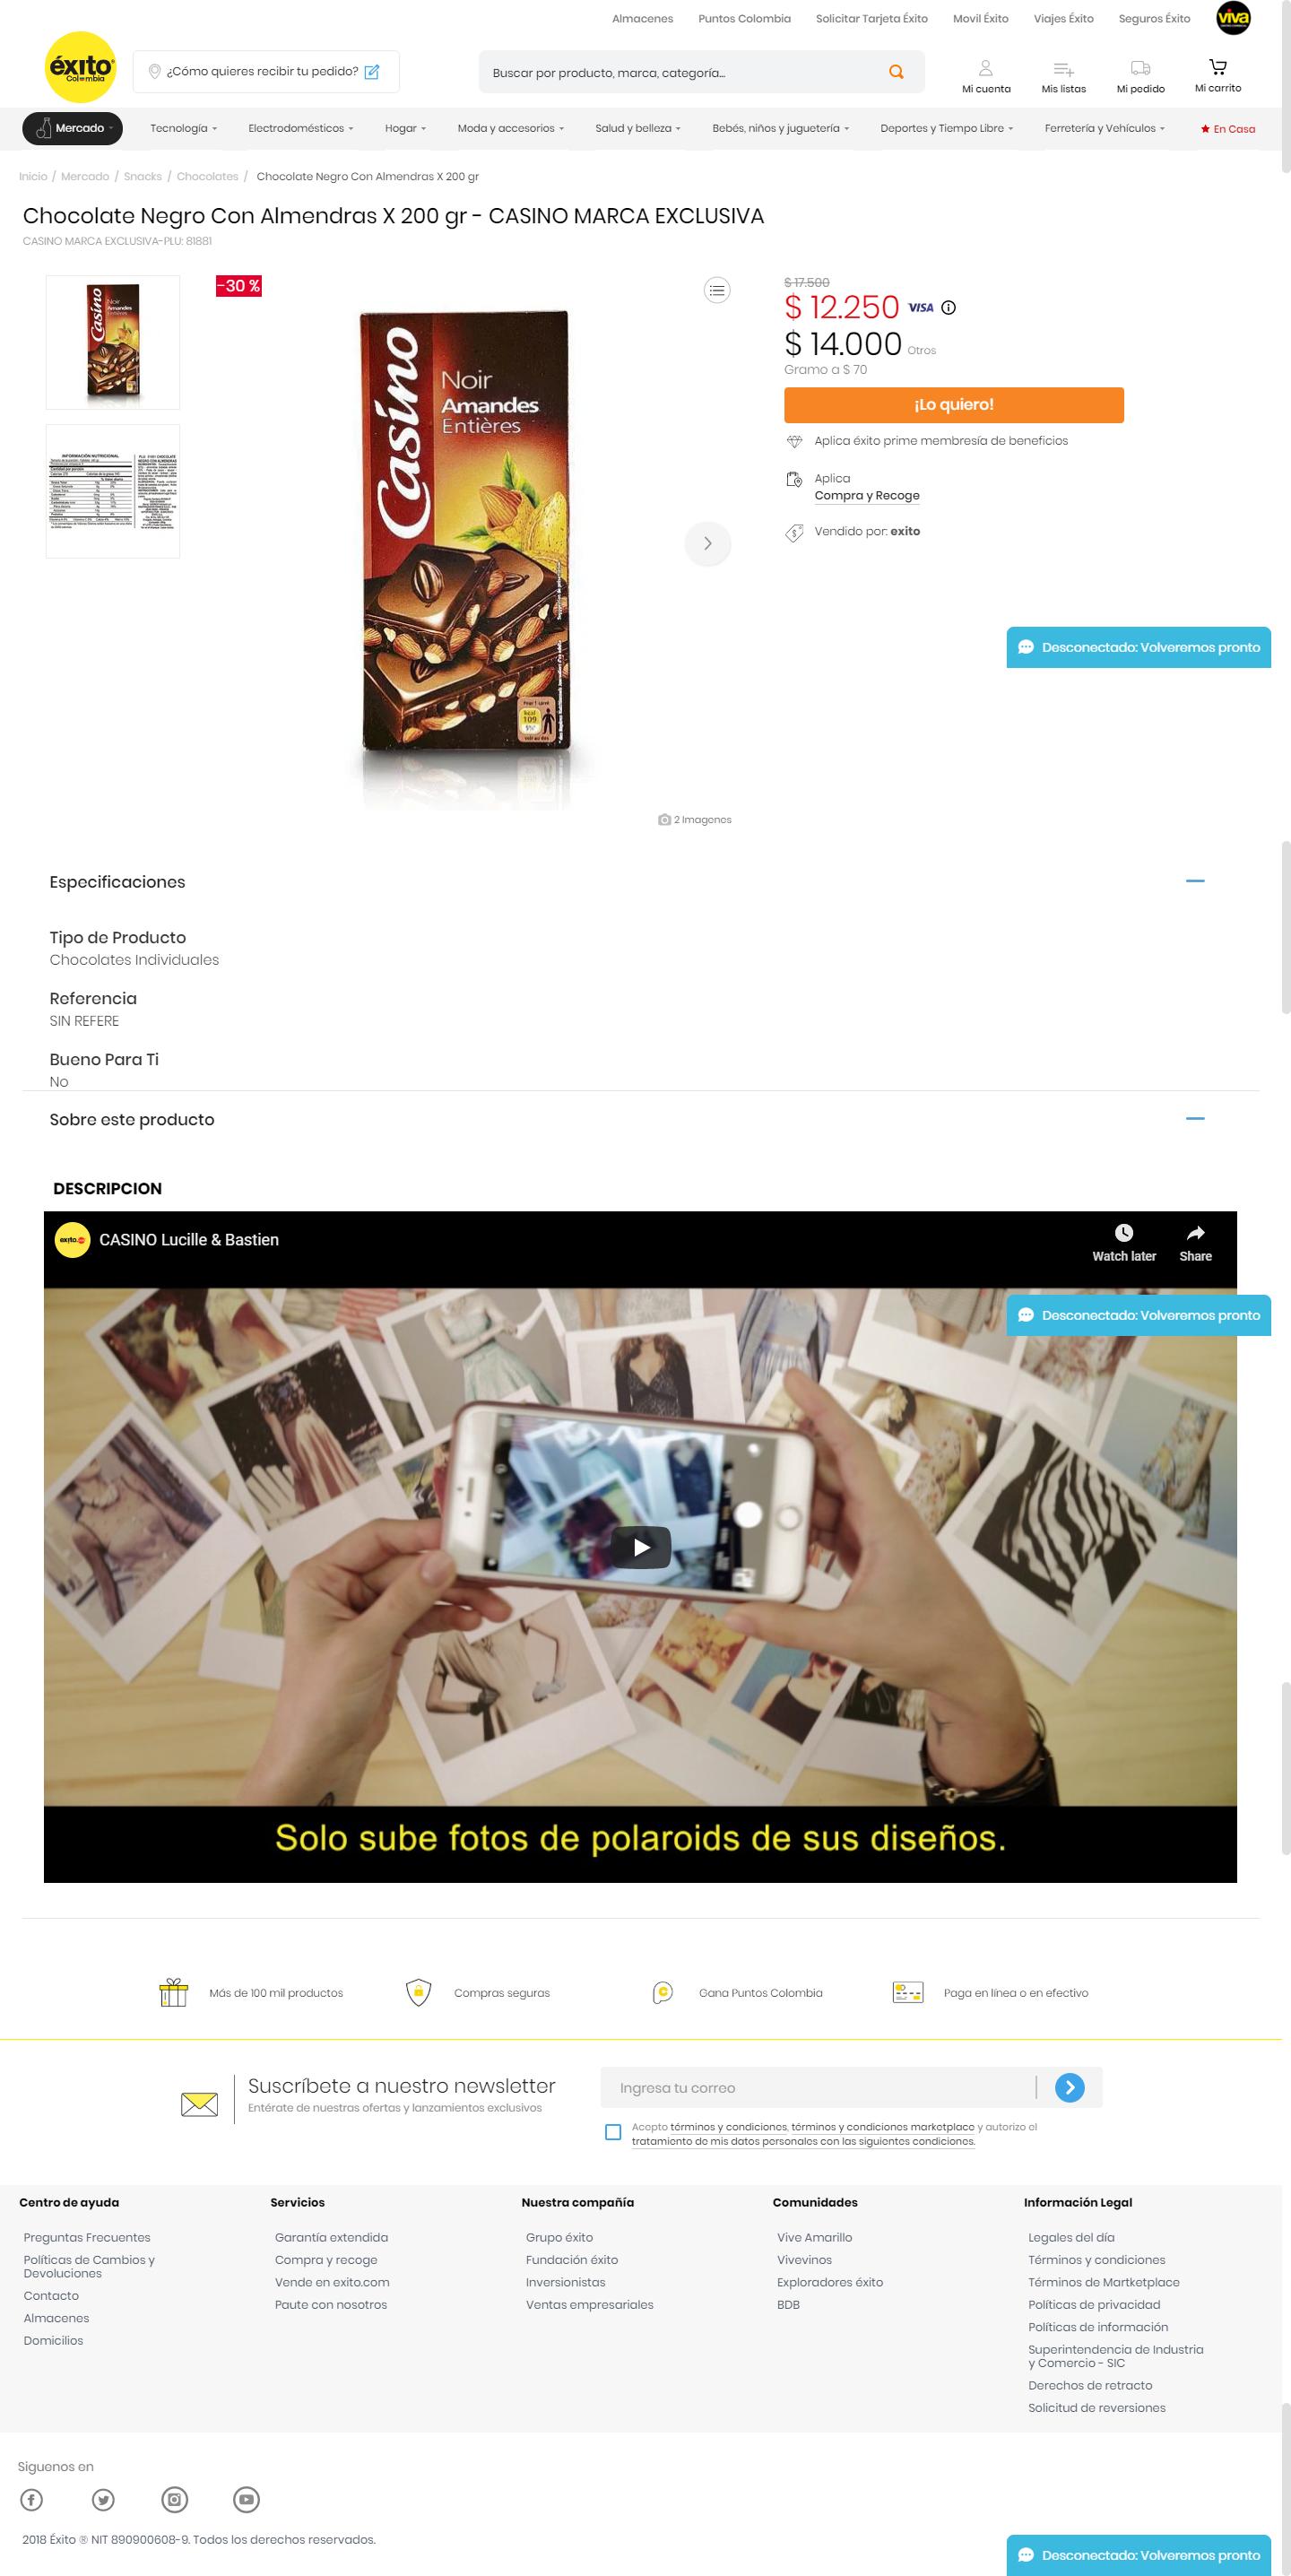 Almacenes
Puntos Colombia
Solicitar Tarjeta Éxito
Movil Éxito
Viajes Éxito
Seguros Éxito
viva
éxito
Colombia
¿Cómo quieres recibir tu pedido?
Buscar por producto, marca, categoría...
Mi cuenta
Mis listas
Mi pedido
Mi carrito
Mercado
Tecnología
Electrodomésticos
Hogar
Moda y accesorios
Salud y belleza
Bebés, niños y juguetería
Deportes y Tiempo Libre
Ferretería y Vehículos
En Casa
Inicio / Mercado / Snacks / Chocolates / Chocolate Negro Con Almendras X 200 gr
Chocolate Negro Con Almendras X 200 gr - CASINO MARCA EXCLUSIVA
CASINO MARCA EXCLUSIVA-PLU: 81881
Casino
Noir
Amandes
Entières
INFORMACIÓN NUTRICIONAL
-30 %
Casino
Noir
Amandes
Entières
109
2 Imagenes
$ 17.500
$ 12.250 VISA
$ 14.000 Otros
Gramo a $ 70
¡Lo quiero!
Aplica éxito prime membresía de beneficios
Aplica
Compra y Recoge
Vendido por: exito
Desconectado: Volveremos pronto
Especificaciones
Tipo de Producto
Chocolates Individuales
Referencia
SIN REFERE
Bueno Para Ti
No
Sobre este producto
DESCRIPCION
exito
CASINO Lucille & Bastien
Watch later
Share
Desconectado: Volveremos pronto
Solo sube fotos de polaroids de sus diseños.
Más de 100 mil productos
Compras seguras
Gana Puntos Colombia
Paga en línea o en efectivo
Suscríbete a nuestro newsletter
Entérate de nuestras ofertas y lanzamientos exclusivos
Ingresa tu correo
Acepto términos y condiciones, términos y condiciones marketplace y autorizo el
tratamiento de mis datos personales con las siguientes condiciones.
Centro de ayuda
Preguntas Frecuentes
Políticas de Cambios y
Devoluciones
Contacto
Almacenes
Domicilios
Servicios
Garantía extendida
Compra y recoge
Vende en exito.com
Paute con nosotros
Nuestra compañía
Grupo éxito
Fundación éxito
Inversionistas
Ventas empresariales
Comunidades
Vive Amarillo
Vivevinos
Exploradores éxito
BDB
Información Legal
Legales del día
Términos y condiciones
Términos de Martketplace
Políticas de privacidad
Políticas de información
Superintendencia de Industria
y Comercio - SIC
Derechos de retracto
Solicitud de reversiones
Siguenos en
2018 Éxito ® NIT 890900608-9. Todos los derechos reservados.
Desconectado: Volveremos pronto